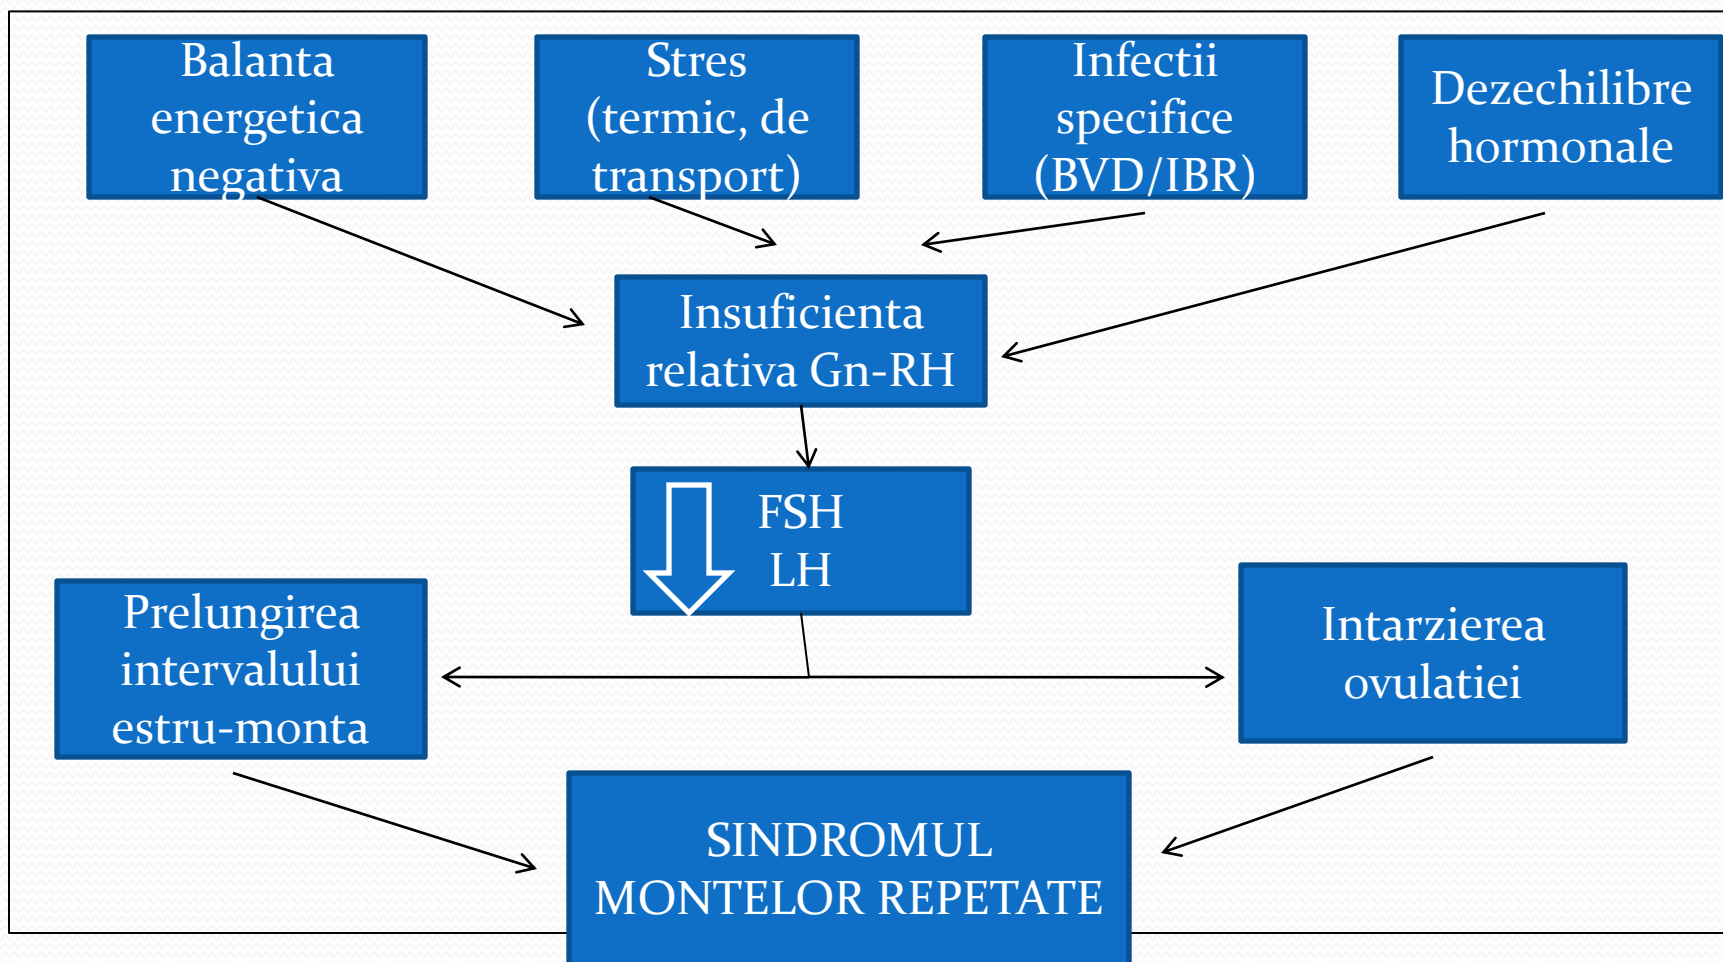 Balanta
energetica
negativa
Stres
(termic, de
transport)
Infectii
specifice
(BVD/IBR)
Dezechilibre
hormonale
Insuficienta
relativa Gn-RH
FSH
LH
Prelungirea
intervalului
estru-monta
Intarzierea
ovulatiei
SINDROMUL
MONTELOR REPETATE